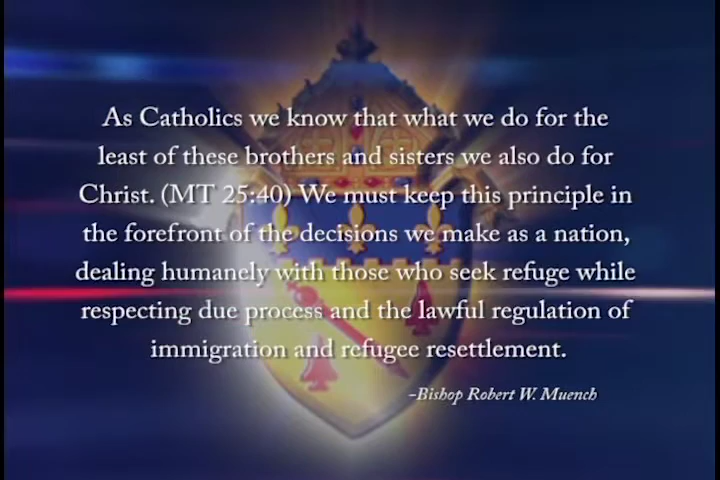 As Catholics we know that what we do for the
least of these brothers and sisters we also do for
Christ. (MT 25:40) We must keep this principle in
the forefront of the decisions we make as a nation,
dealing humanely with those who seek refuge while
respecting due process and the lawful regulation of
immigration and refugee resettlement.
-Bishop Robert W. Muench